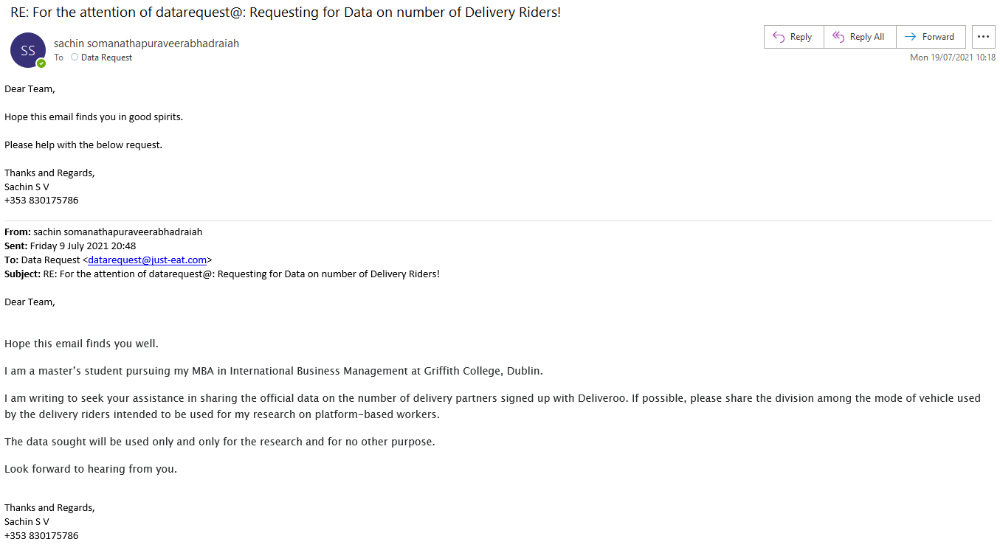 RE: For the attention of datarequest@: Requesting for Data on number of Delivery Riders!
SS
sachin somanathapuraveerabhadraiah
To Data Request
Reply
Reply All
Forward
Mon 19/07/2021 10:18
Dear Team,
Hope this email finds you in good spirits.
Please help with the below request.
Thanks and Regards,
Sachin S V
+353 830175786
From: sachin somanathapuraveerabhadraiah
Sent: Friday 9 July 2021 20:48
To: Data Request <datarequest@just-eat.com>
Subject: RE: For the attention of datarequest@: Requesting for Data on number of Delivery Riders!
Dear Team,
Hope this email finds you well.
I am a master’s student pursuing my MBA in International Business Management at Griffith College, Dublin.
I am writing to seek your assistance in sharing the official data on the number of delivery partners signed up with Deliveroo. If possible, please share the division among the mode of vehicle used
by the delivery riders intended to be used for my research on platform-based workers.
The data sought will be used only and only for the research and for no other purpose.
Look forward to hearing from you.
Thanks and Regards,
Sachin S V
+353 830175786